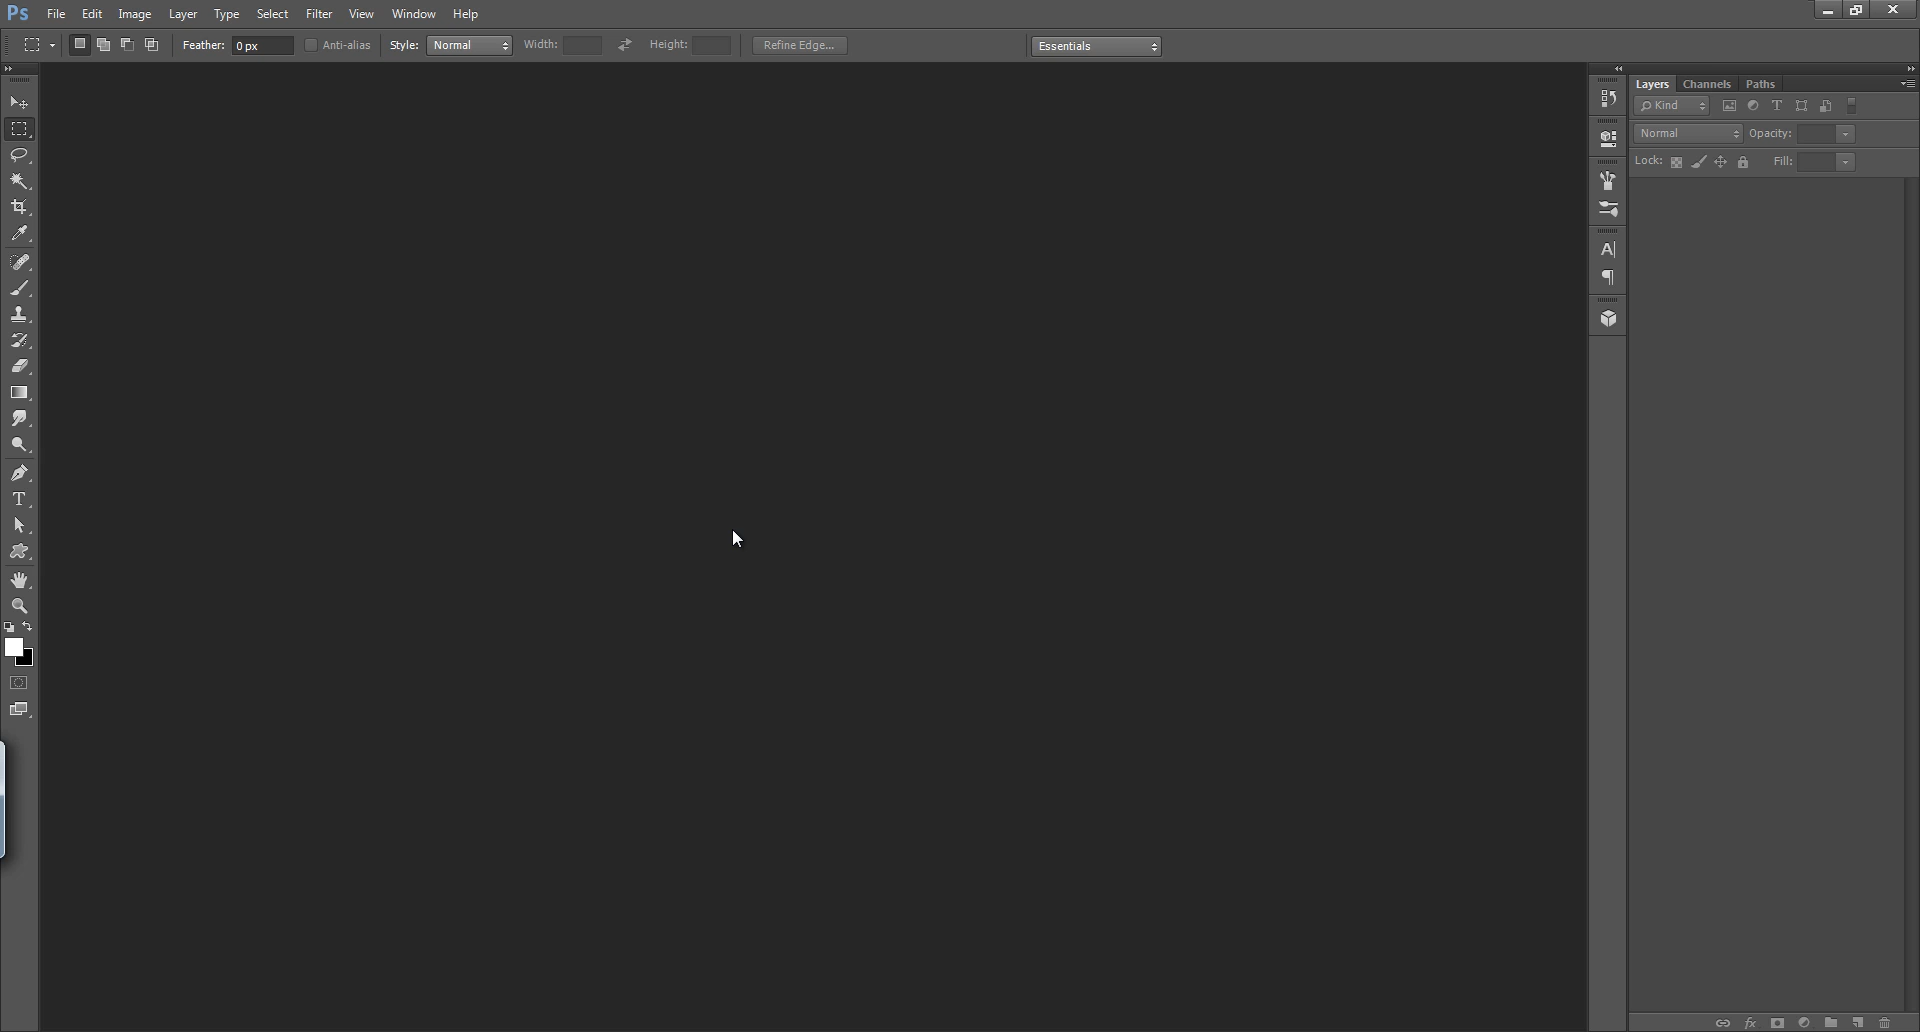 Ps File Edit Image Layer Type Select Filter View Window Help
Feather: 0 px Anti-alias Style: Normal Width: Height: Refine Edge... Essentials
Layers Channels Paths
Kind
Normal Opacity:
Lock: Fill: